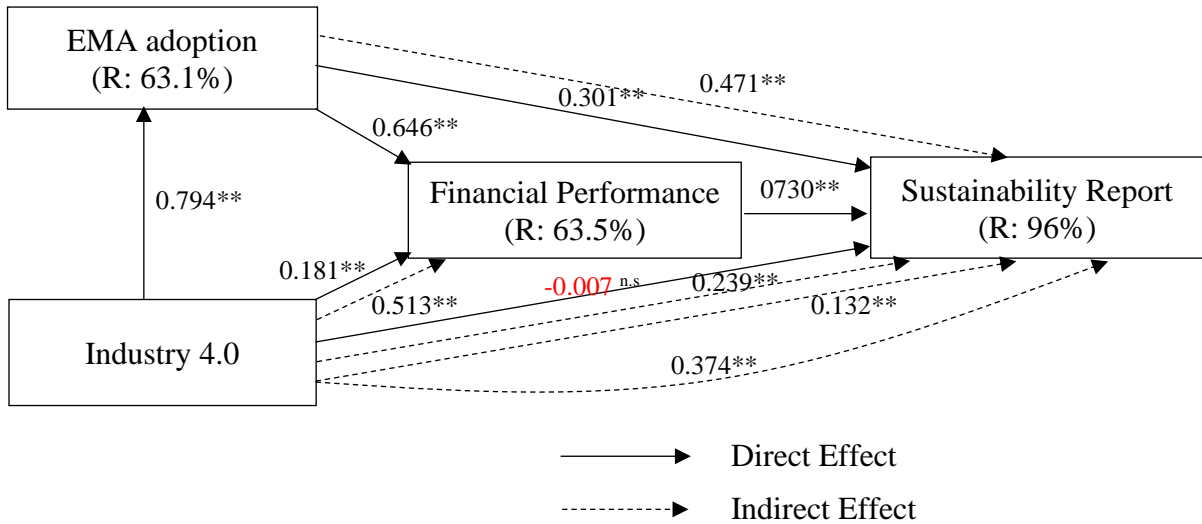 EMA adoption
(R: 63.1%)
0.471**
0.301**
0.646**
0.794**
Financial Performance
(R: 63.5%)
0730**
Sustainability Report
(R: 96%)
0.181**
-0.007 n.s
0.239**
0.513**
0.132**
Industry 4.0
0.374**
Direct Effect
Indirect Effect